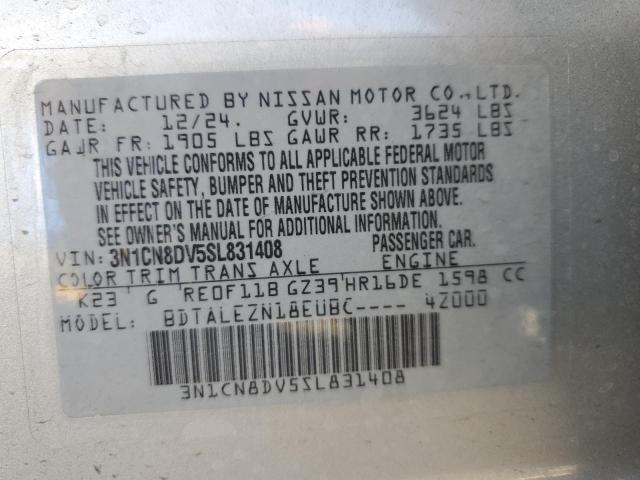 MANUFACTURED BY NISSAN MOTOR CO., LTD.
DATE: 12/24. GVWR: 3624 LBS
GAWR FR: 1905 LBS GAWR RR: 1735 LBS
THIS VEHICLE CONFORMS TO ALL APPLICABLE FEDERAL MOTOR
VEHICLE SAFETY, BUMPER AND THEFT PREVENTION STANDARDS
IN EFFECT ON THE DATE OF MANUFACTURE SHOWN ABOVE.
SEE OWNER'S MANUAL FOR ADDITIONAL INFORMATION.
VIN: 3N1CN8DV5SL831408 PASSENGER CAR.
COLOR TRIM TRANS AXLE ENGINE
K23 G RE0F11B GZ39 HR16DE 1598 CC
MODEL: BDTALEZN18EUBC---- 4Z000
3N1CN8DV5SL831408